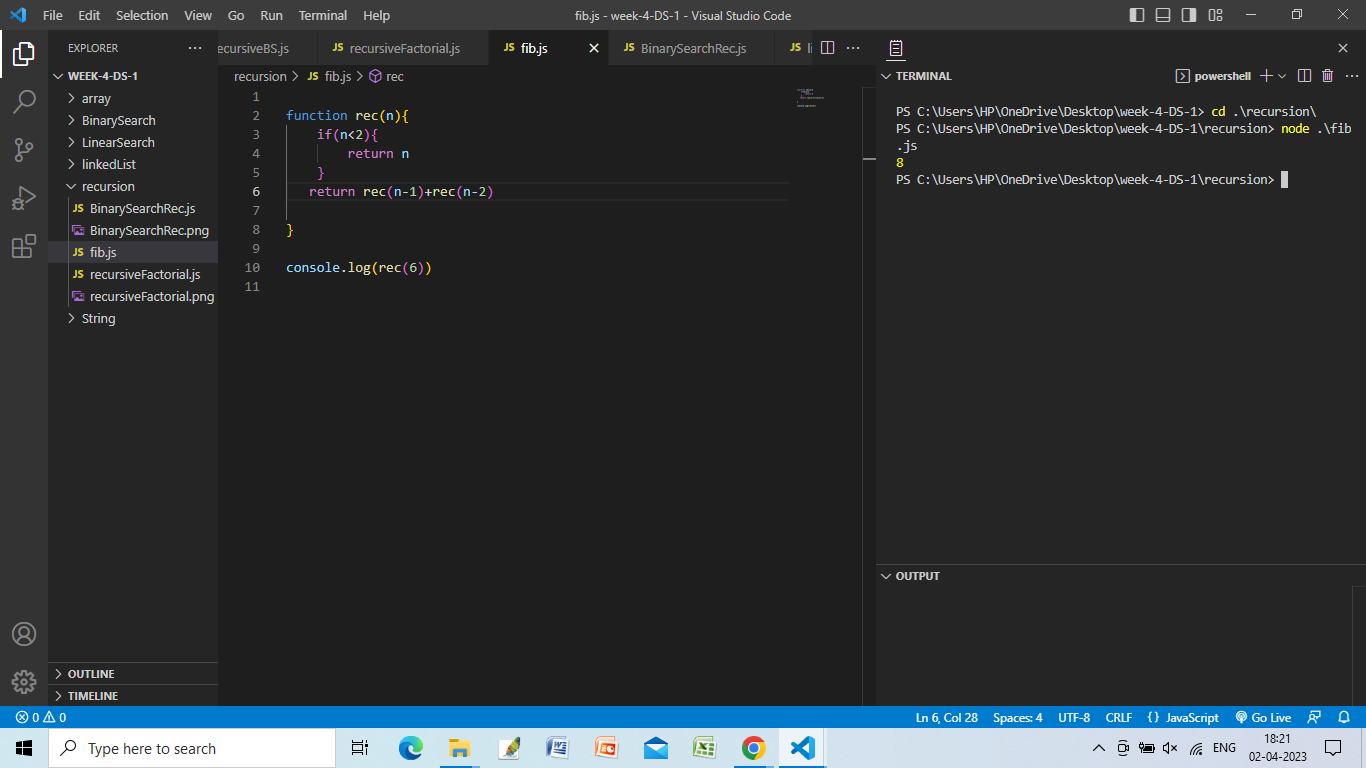 File Edit Selection View Go Run Terminal Help fib.js - week-4-DS-1 - Visual Studio Code
EXPLORER ···
WEEK-4-DS-1
array
BinarySearch
LinearSearch
linkedList
recursion
JS BinarySearchRec.js
BinarySearchRec.png
JS fib.js
JS recursiveFactorial.js
recursiveFactorial.png
String
OUTLINE
TIMELINE
ecursiveBS.js JS recursiveFactorial.js JS fib.js JS BinarySearchRec.js JS li ···
recursion > JS fib.js > rec
1
2 function rec(n){
3     if(n<2){
4         return n
5     }
6    return rec(n-1)+rec(n-2)
7
8 }
9
10 console.log(rec(6))
11
TERMINAL powershell ···
PS C:\Users\HP\OneDrive\Desktop\week-4-DS-1> cd .\recursion\
PS C:\Users\HP\OneDrive\Desktop\week-4-DS-1\recursion> node .\fib
.js
8
PS C:\Users\HP\OneDrive\Desktop\week-4-DS-1\recursion>
OUTPUT
0 0 Ln 6, Col 28 Spaces: 4 UTF-8 CRLF {} JavaScript Go Live
Type here to search ENG 18:21
02-04-2023